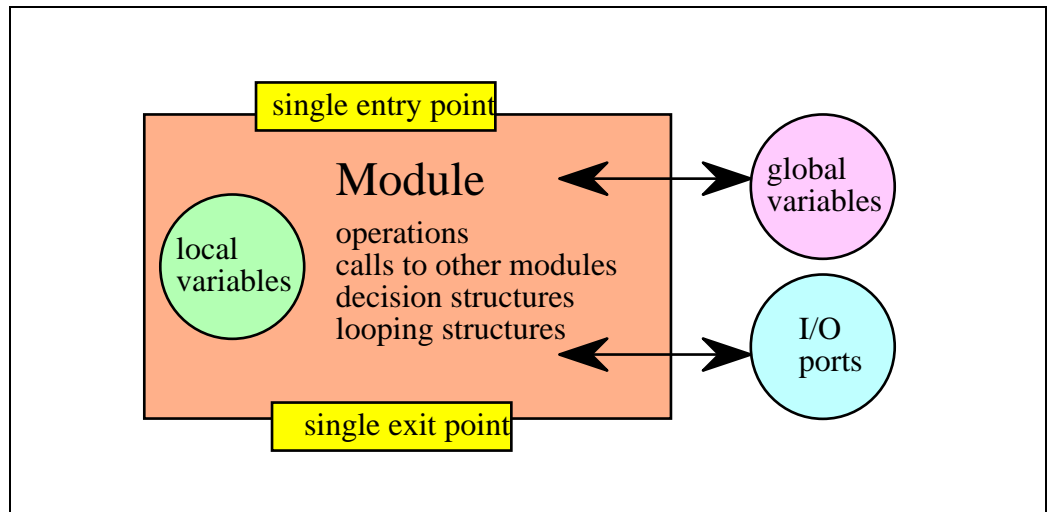 single entry point
Module
operations
calls to other modules
decision structures
looping structures
local
variables
global
variables
I/O
ports
single exit point